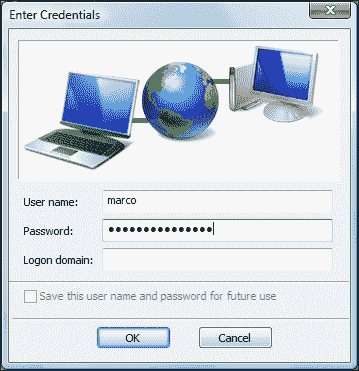 Enter Credentials
User name: marco
Password: ●●●●●●●●●●●●●●●
Logon domain:
Save this user name and password for future use
OK Cancel